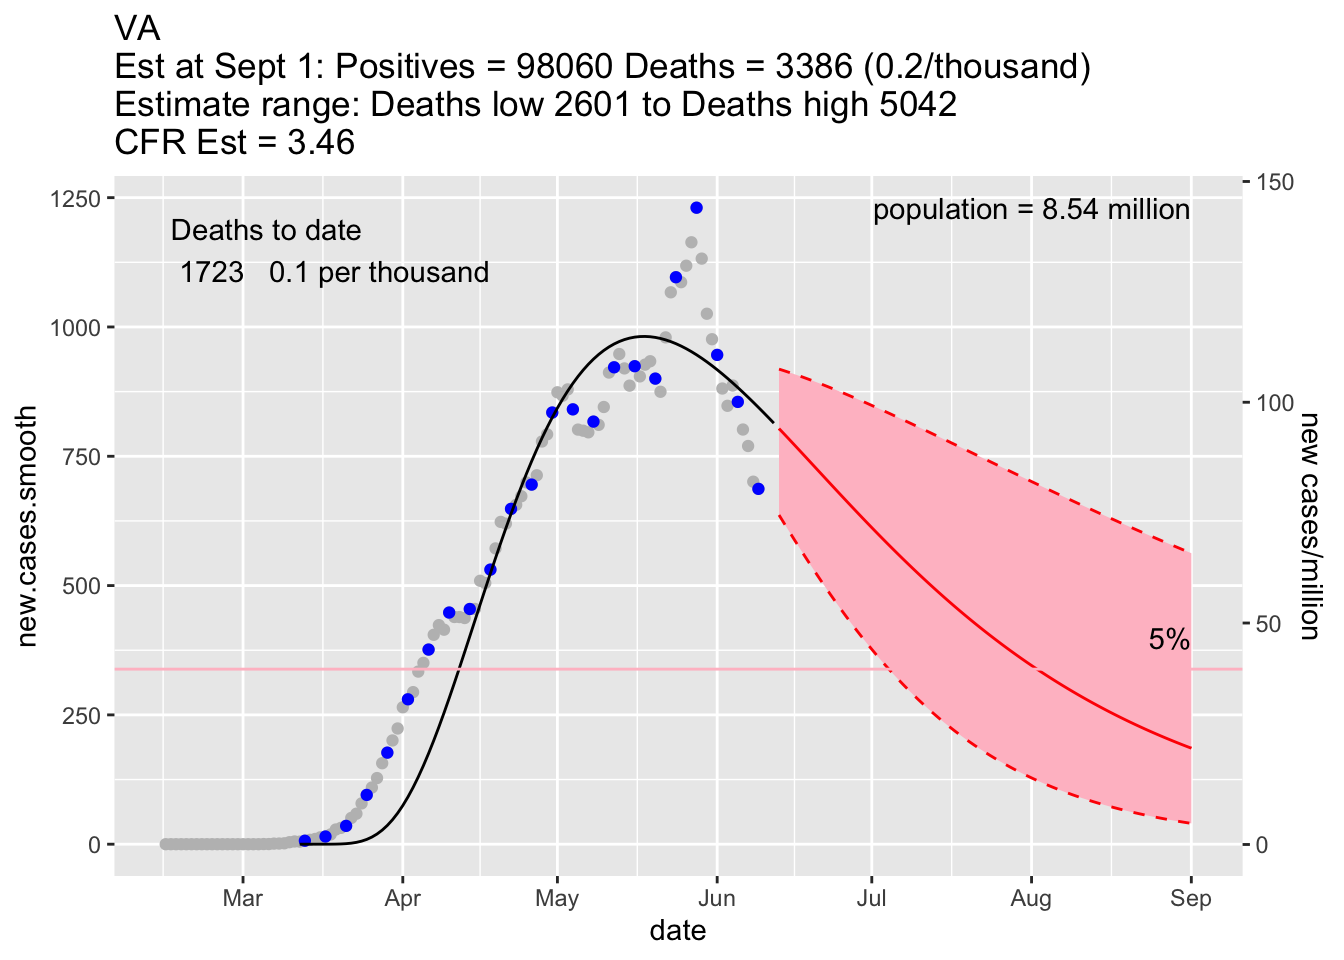 VA
Est at Sept 1: Positives = 98060 Deaths = 3386 (0.2/thousand)
Estimate range: Deaths low 2601 to Deaths high 5042
CFR Est = 3.46
Deaths to date
1723 0.1 per thousand
population = 8.54 million
5%
new.cases.smooth
1250
1000
750
500
250
0
150
100
50
0
new cases/million
Mar Apr May Jun Jul Aug Sep
date